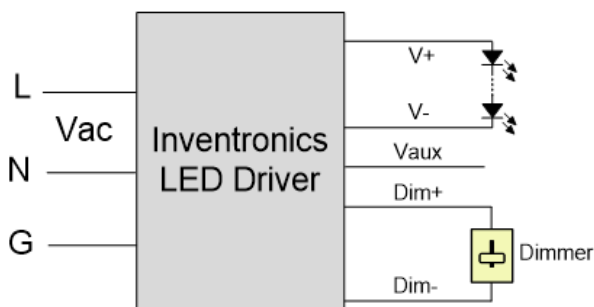 L
Vac
N
G
Inventronics
LED Driver
V+
V-
Vaux
Dim+
Dimmer
Dim-